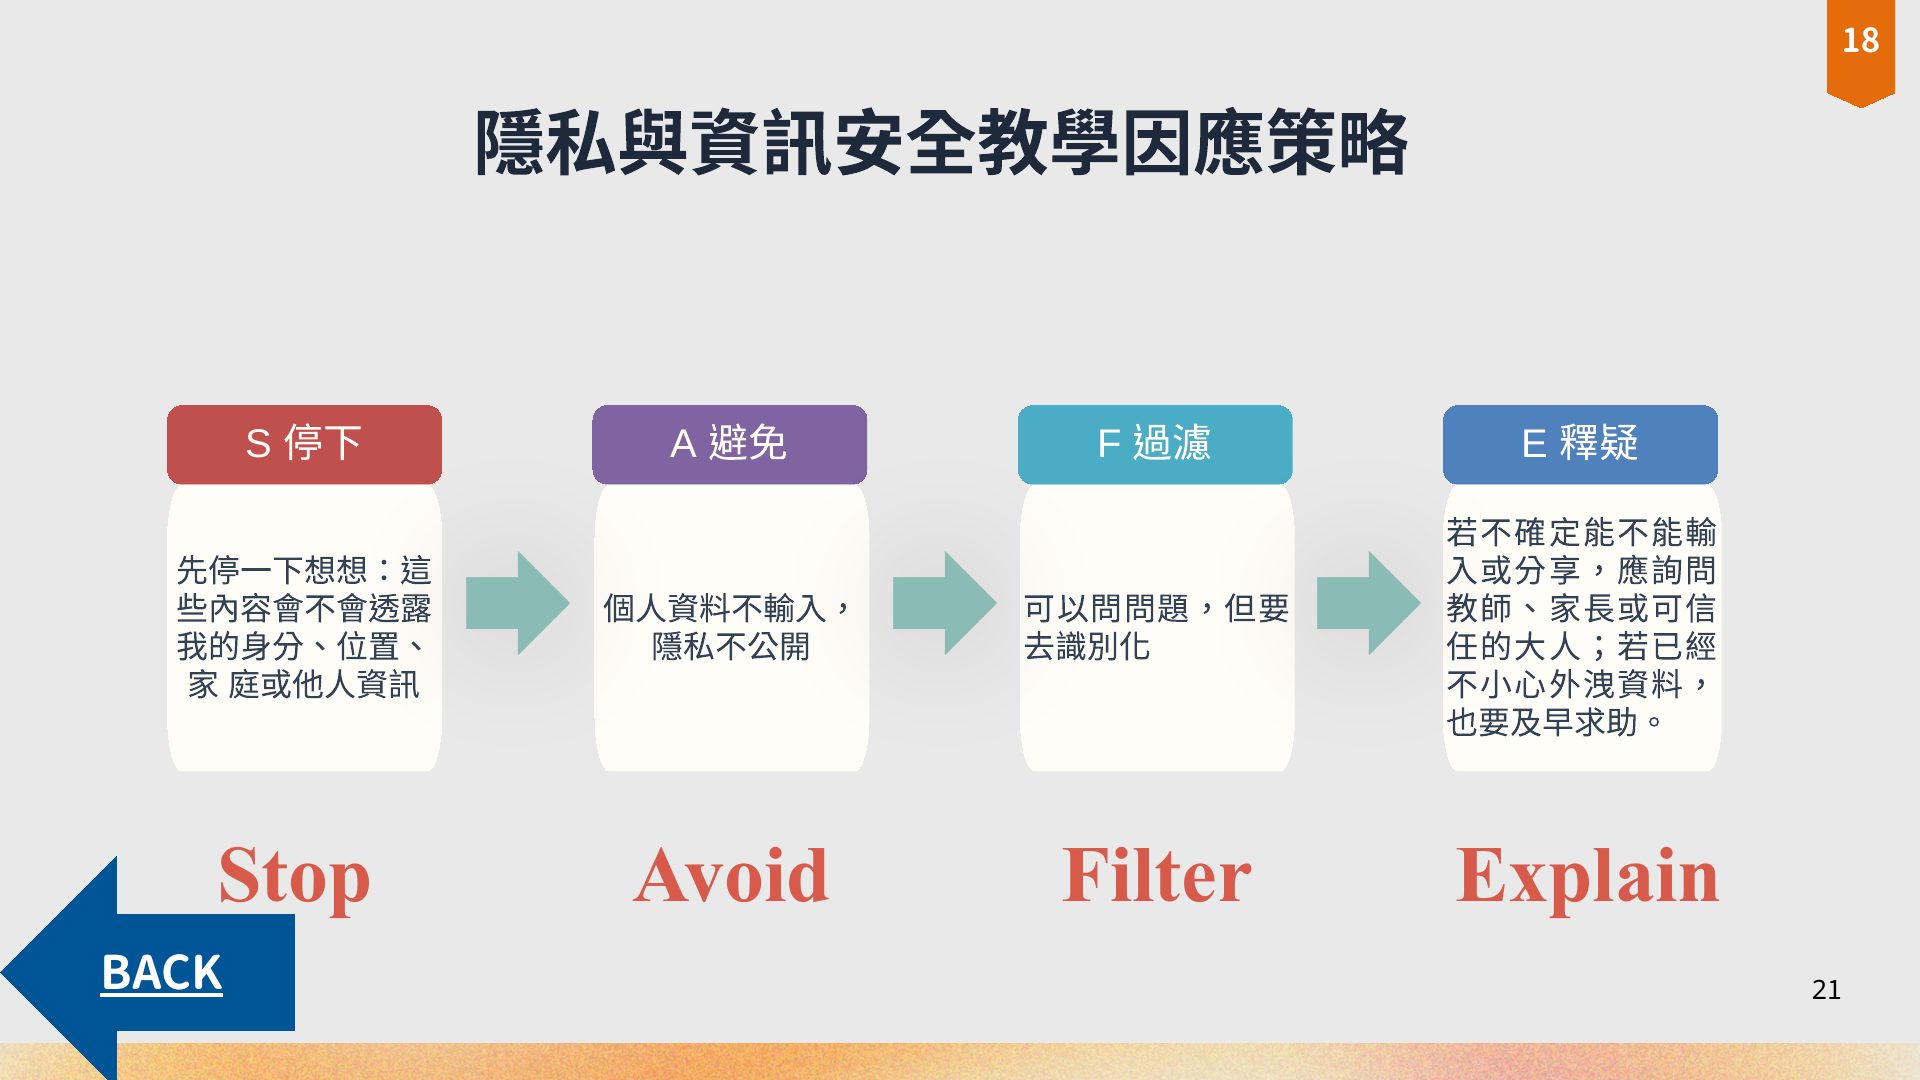 18
隱私與資訊安全教學因應策略
S 停下
先停一下想想：這
些內容會不會透露
我的身分、位置、
家 庭或他人資訊
A 避免
個人資料不輸入，
隱私不公開
F 過濾
可以問問題，但要
去識別化
E 釋疑
若不確定能不能輸
入或分享，應詢問
教師、家長或可信
任的大人；若已經
不小心外洩資料，
也要及早求助。
Stop
Avoid
Filter
Explain
BACK
21